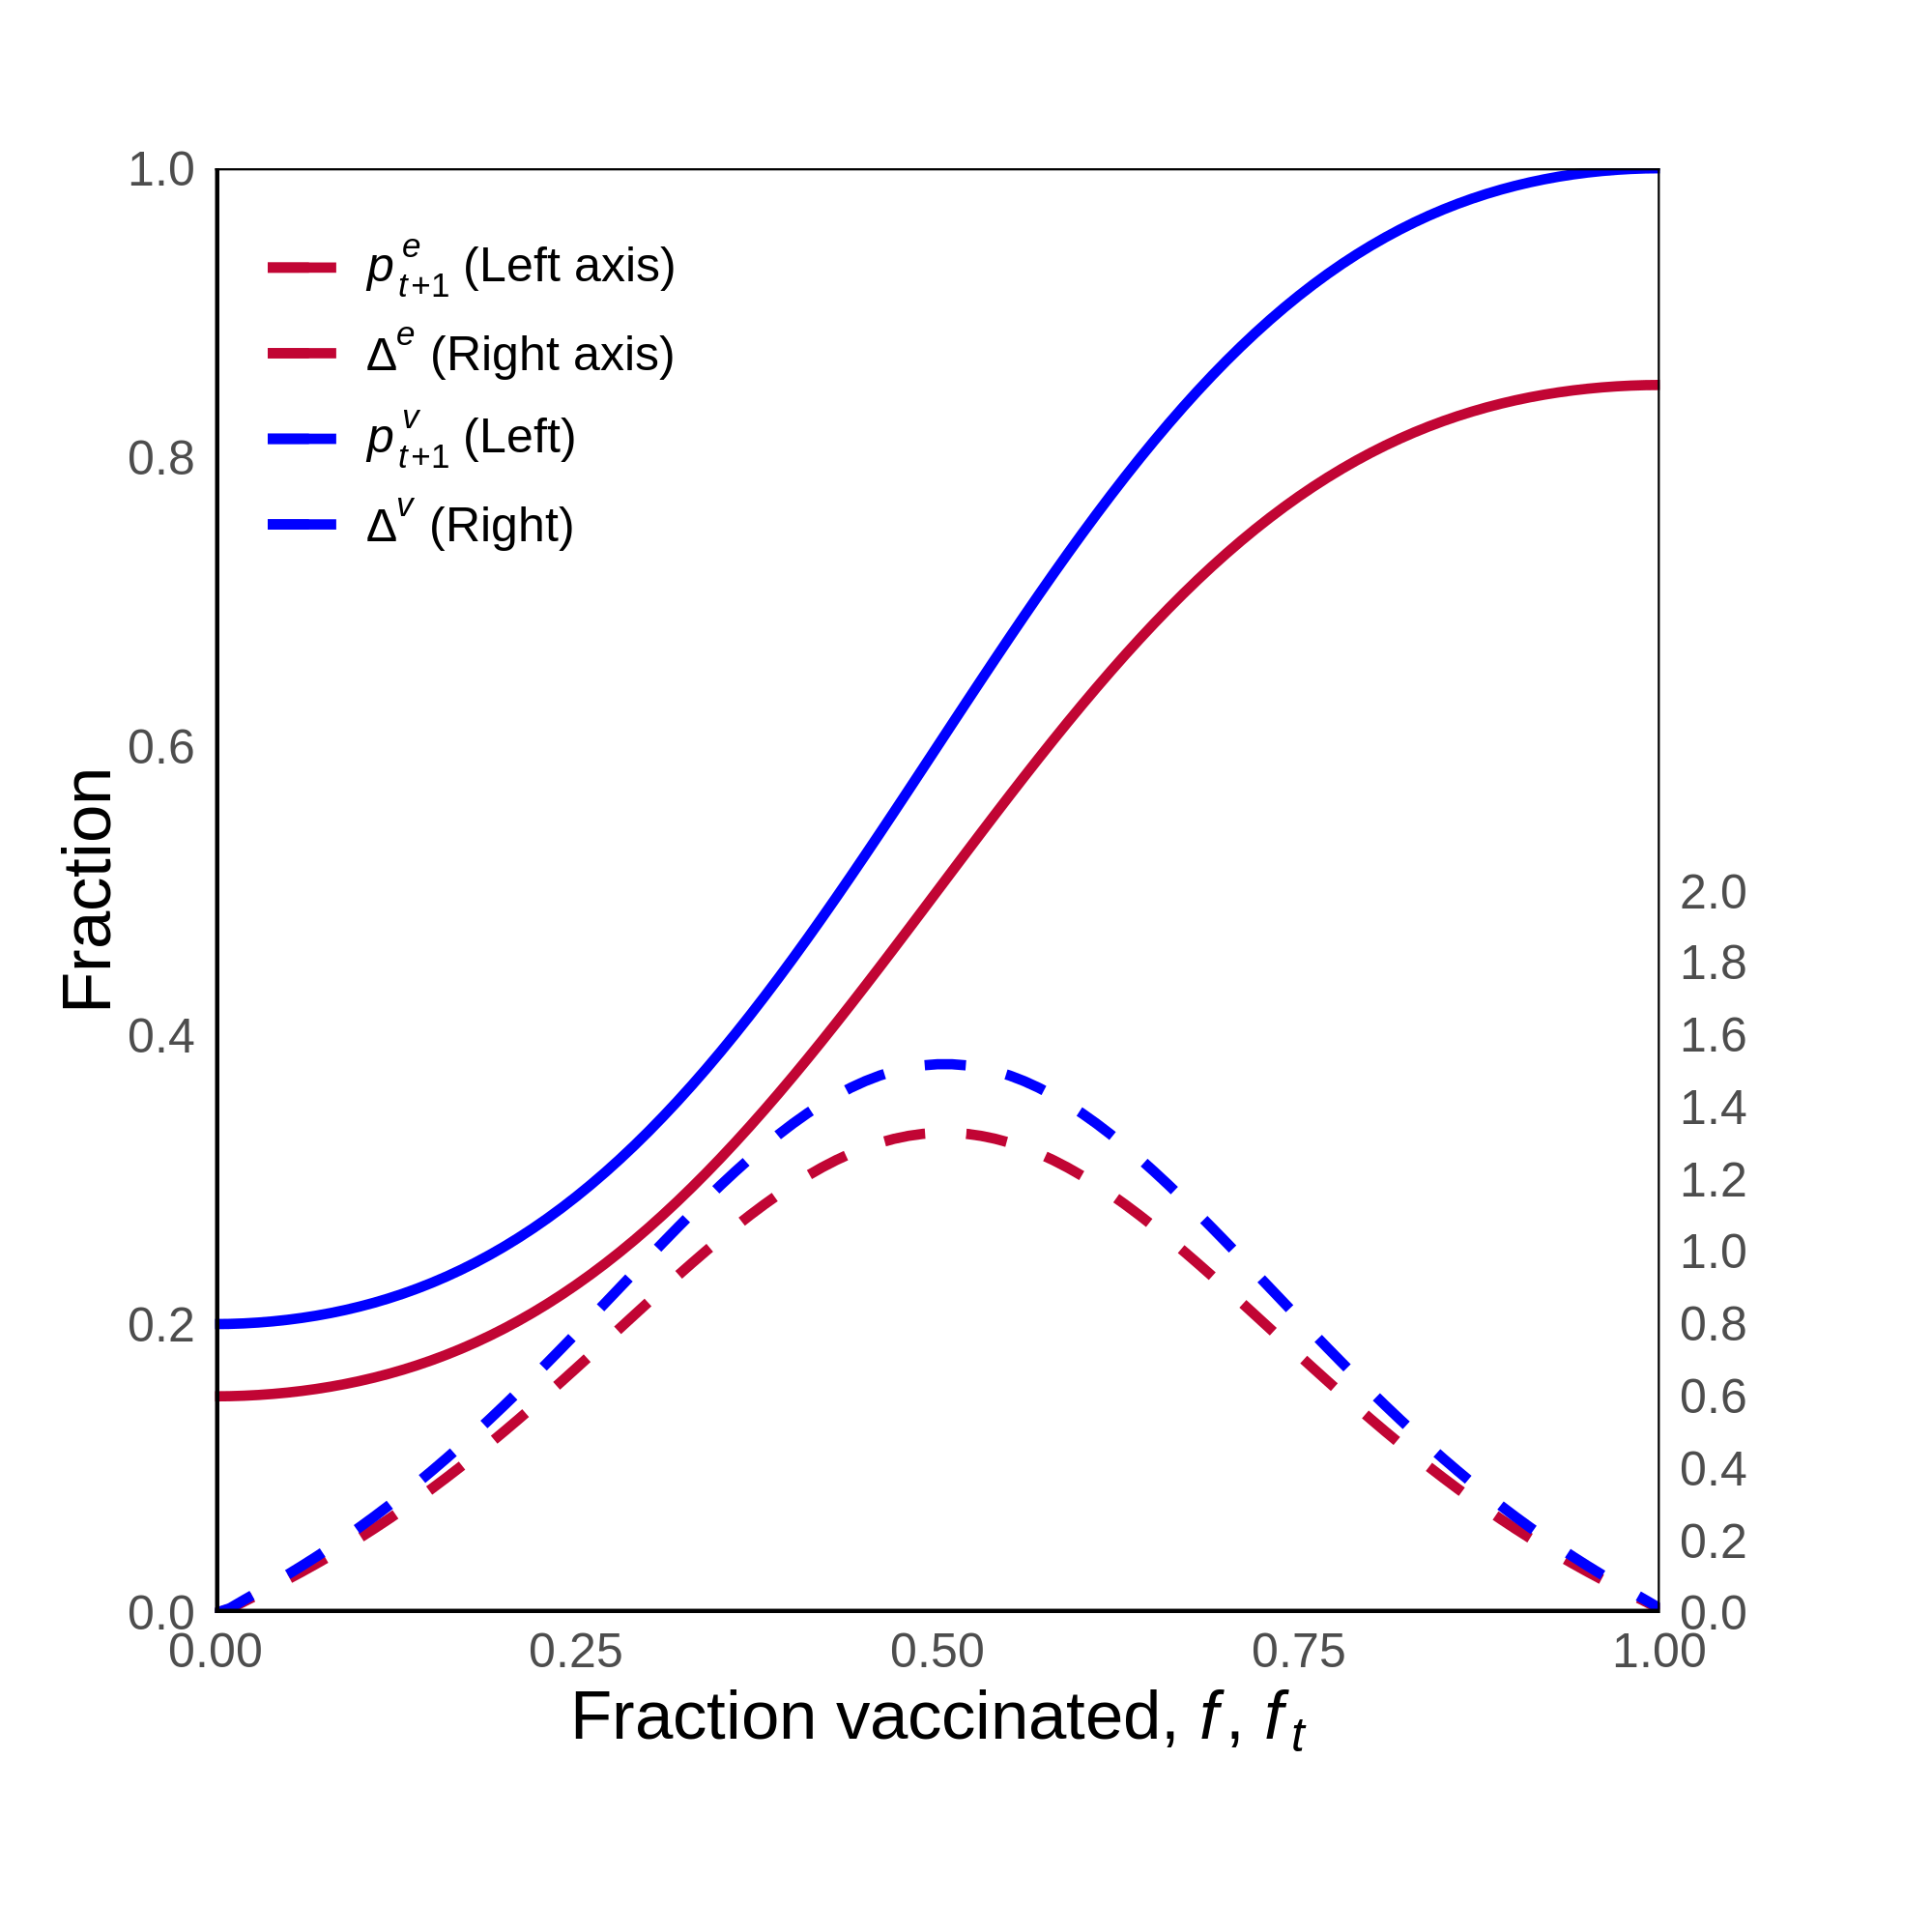 1.0
p^e_{t+1} (Left axis)
Δ^e (Right axis)
p^v_{t+1} (Left)
Δ^v (Right)
0.8
0.6
0.4
0.2
0.0
Fraction
2.0
1.8
1.6
1.4
1.2
1.0
0.8
0.6
0.4
0.2
0.0
0.00 0.25 0.50 0.75 1.00
Fraction vaccinated, f, f_t